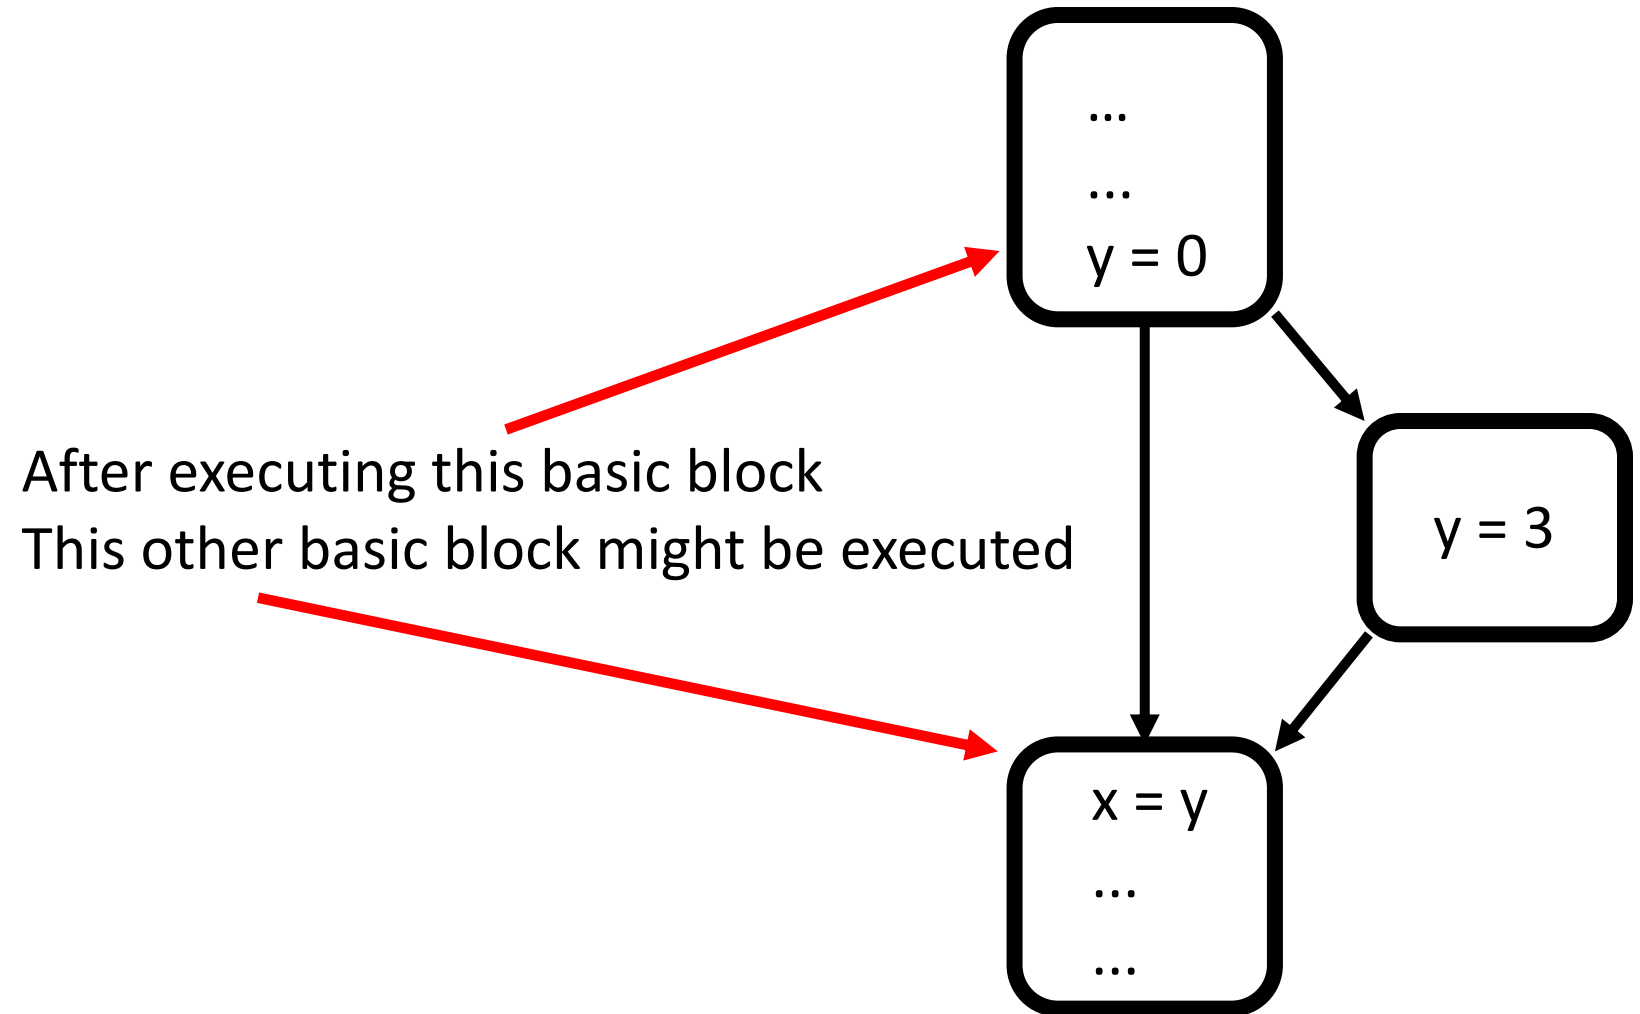 ...
...
y = 0
After executing this basic block
This other basic block might be executed
y = 3
x = y
...
...